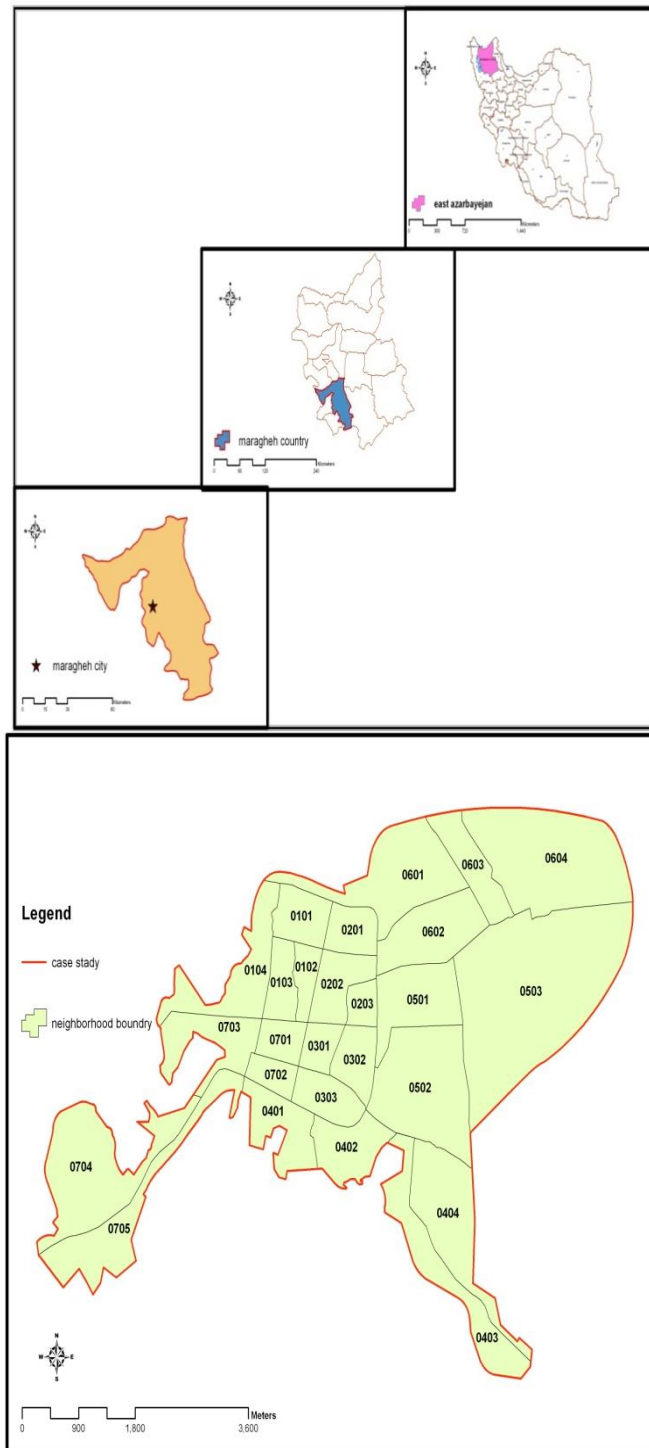 east azarbayejan
0 360 720 1,440
Kilometers
maragheh country
0 60 120 240
Kilometers
maragheh city
0 15 30 60
Kilometers
Legend
case stady
neighborhood boundry
0601
0603
0604
0101
0201
0602
0104
0103
0102
0202
0203
0501
0503
0703
0701
0301
0302
0702
0303
0502
0401
0402
0704
0705
0404
0403
N
W E
S
Meters
0 900 1,800 3,600